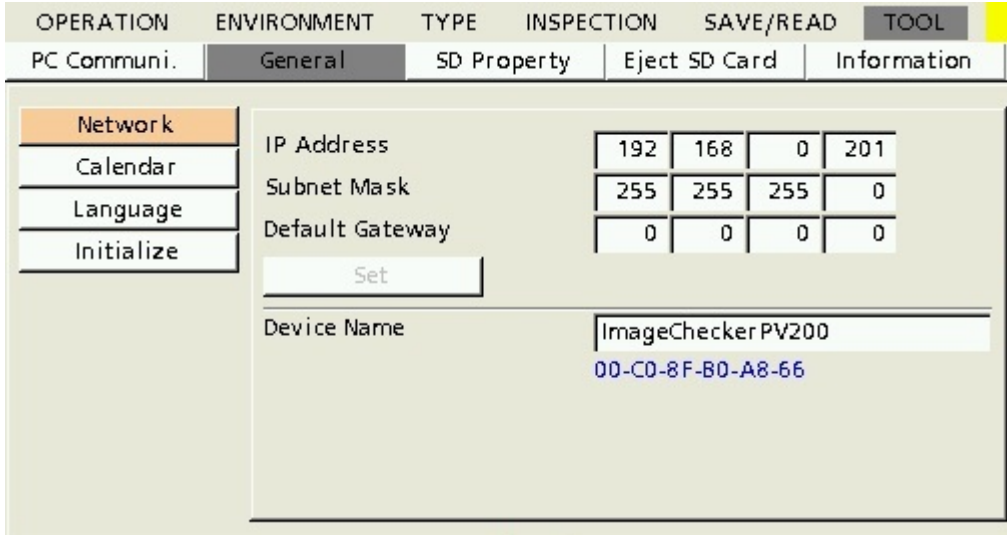 OPERATION ENVIRONMENT TYPE INSPECTION SAVE/READ TOOL
PC Communi. General SD Property Eject SD Card Information
Network
Calendar
Language
Initialize
IP Address 192 168 0 201
Subnet Mask 255 255 255 0
Default Gateway 0 0 0 0
Set
Device Name ImageChecker PV200
00-C0-8F-B0-A8-66